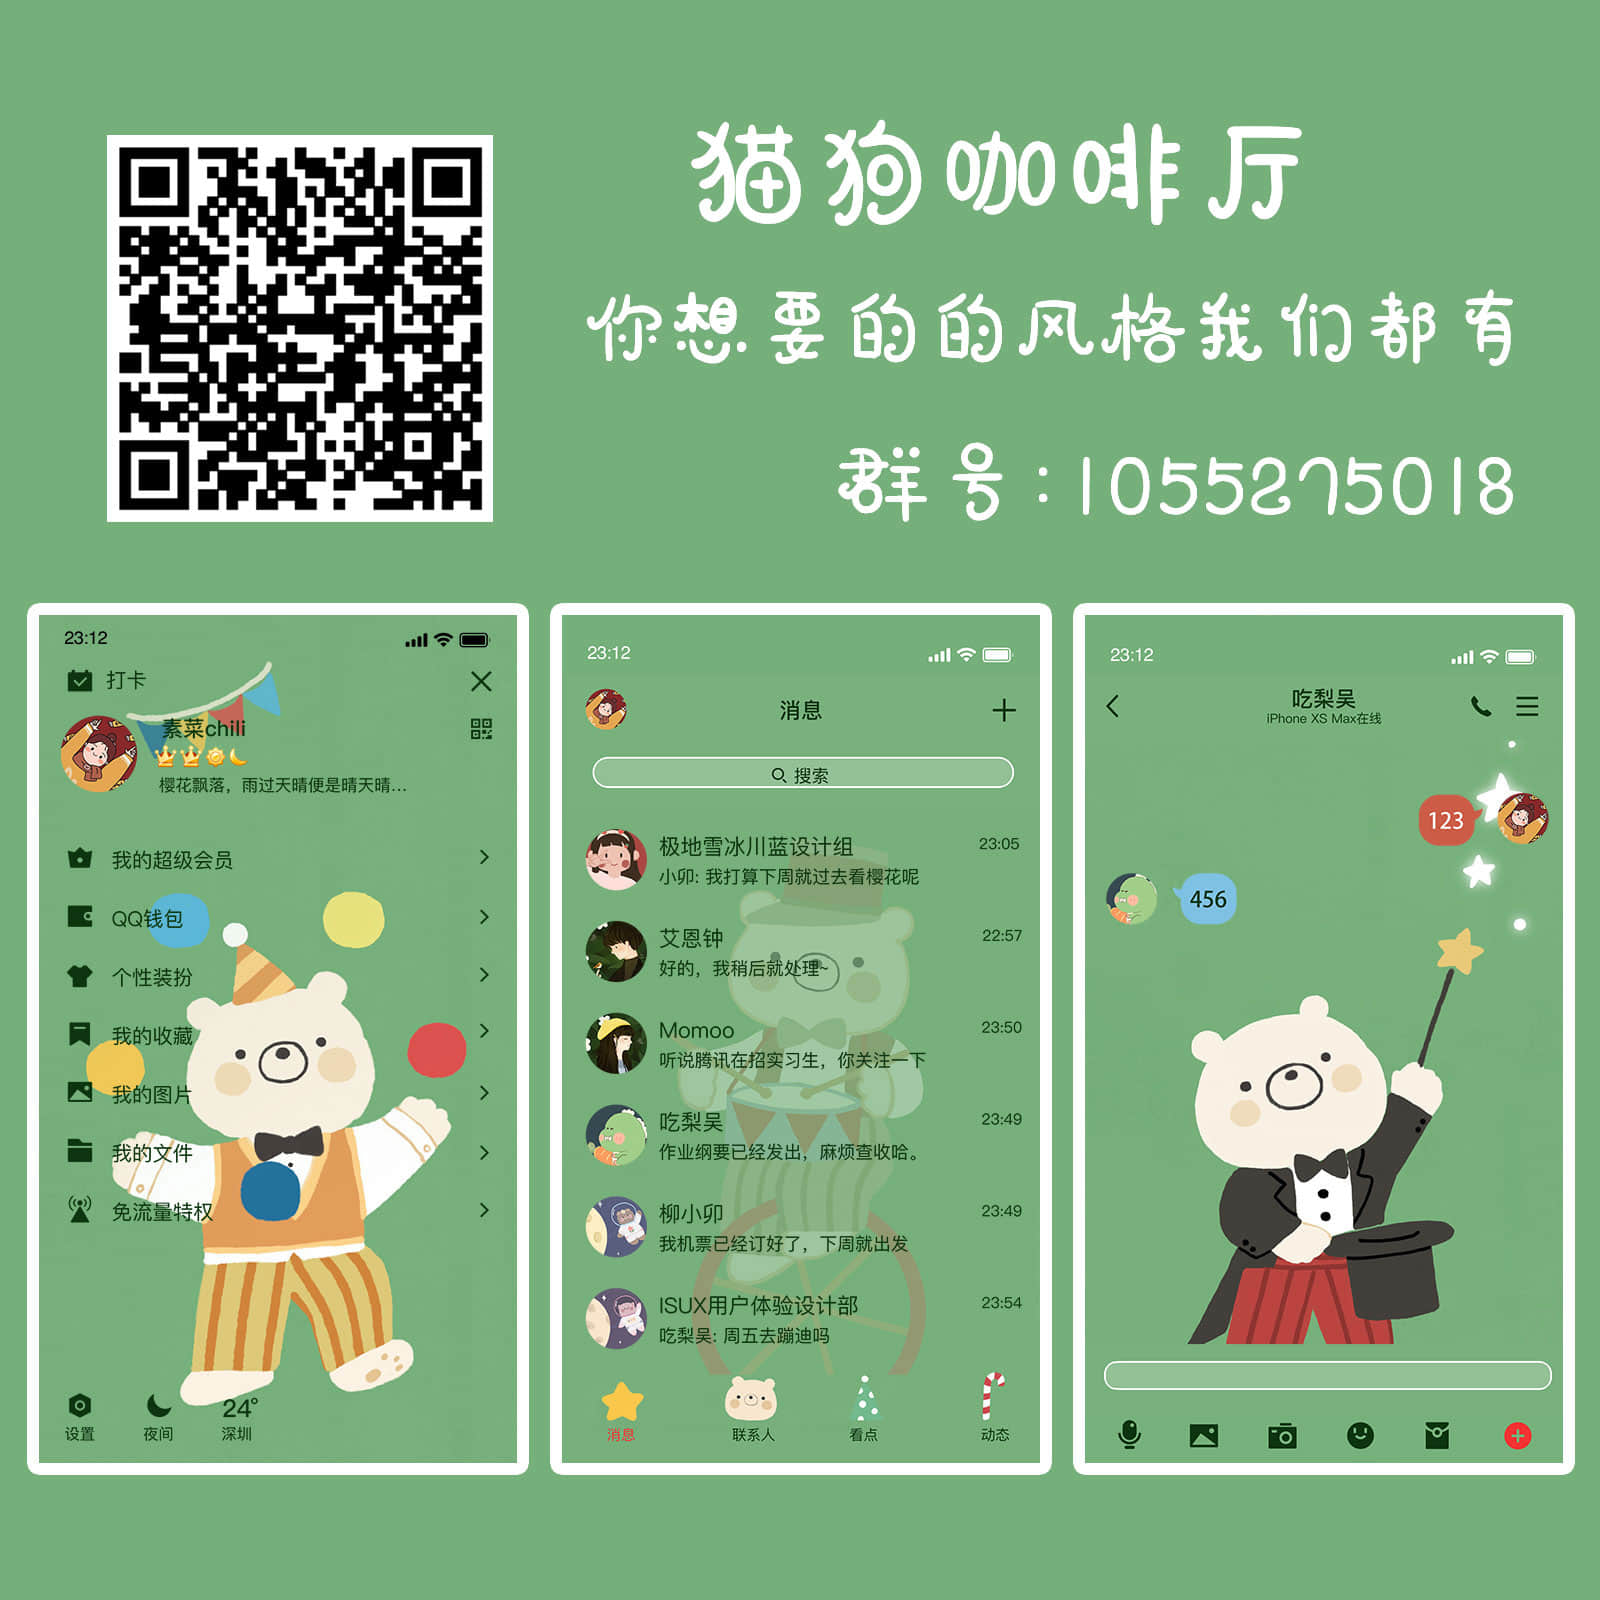 猫狗咖啡厅
你想要的的风格我们都有
群号:1055275018
23:12
打卡
素菜chili
樱花飘落，雨过天晴便是晴天晴...
我的超级会员
QQ钱包
个性装扮
我的收藏
我的图片
我的文件
免流量特权
24°
设置 夜间 深圳
23:12
消息
搜索
极地雪冰川蓝设计组 23:05
小卯: 我打算下周就过去看樱花呢
艾恩钟 22:57
好的，我稍后就处理~
Momoo 23:50
听说腾讯在招实习生，你关注一下
吃梨吴 23:49
作业纲要已经发出，麻烦查收哈。
柳小卯 23:49
我机票已经订好了，下周就出发
ISUX用户体验设计部 23:54
吃梨吴: 周五去蹦迪吗
消息 联系人 看点 动态
23:12
吃梨吴
iPhone XS Max在线
123
456